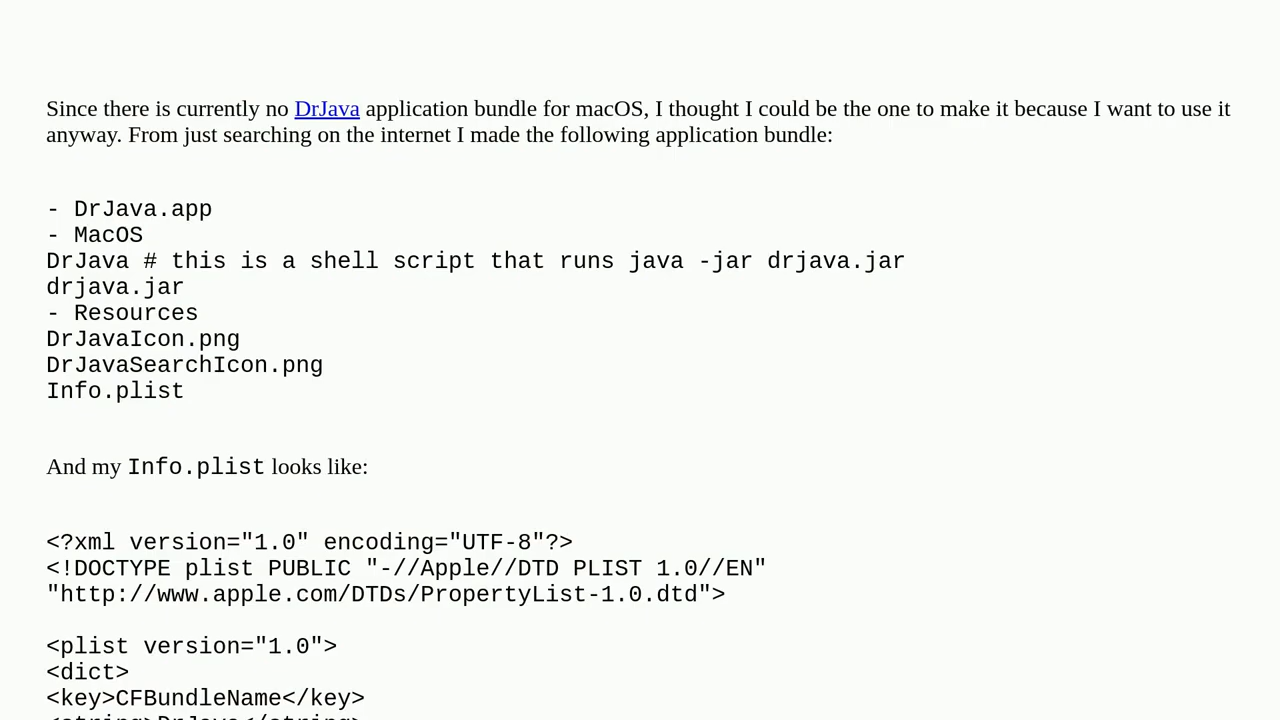 Since there is currently no DrJava application bundle for macOS, I thought I could be the one to make it because I want to use it
anyway. From just searching on the internet I made the following application bundle:
- DrJava.app
- MacOS
DrJava # this is a shell script that runs java -jar drjava.jar
drjava.jar
- Resources
DrJavaIcon.png
DrJavaSearchIcon.png
Info.plist
And my Info.plist looks like:
<?xml version="1.0" encoding="UTF-8"?>
<!DOCTYPE plist PUBLIC "-//Apple//DTD PLIST 1.0//EN"
"http://www.apple.com/DTDs/PropertyList-1.0.dtd">
<plist version="1.0">
<dict>
<key>CFBundleName</key>
<string>DrJava</string>